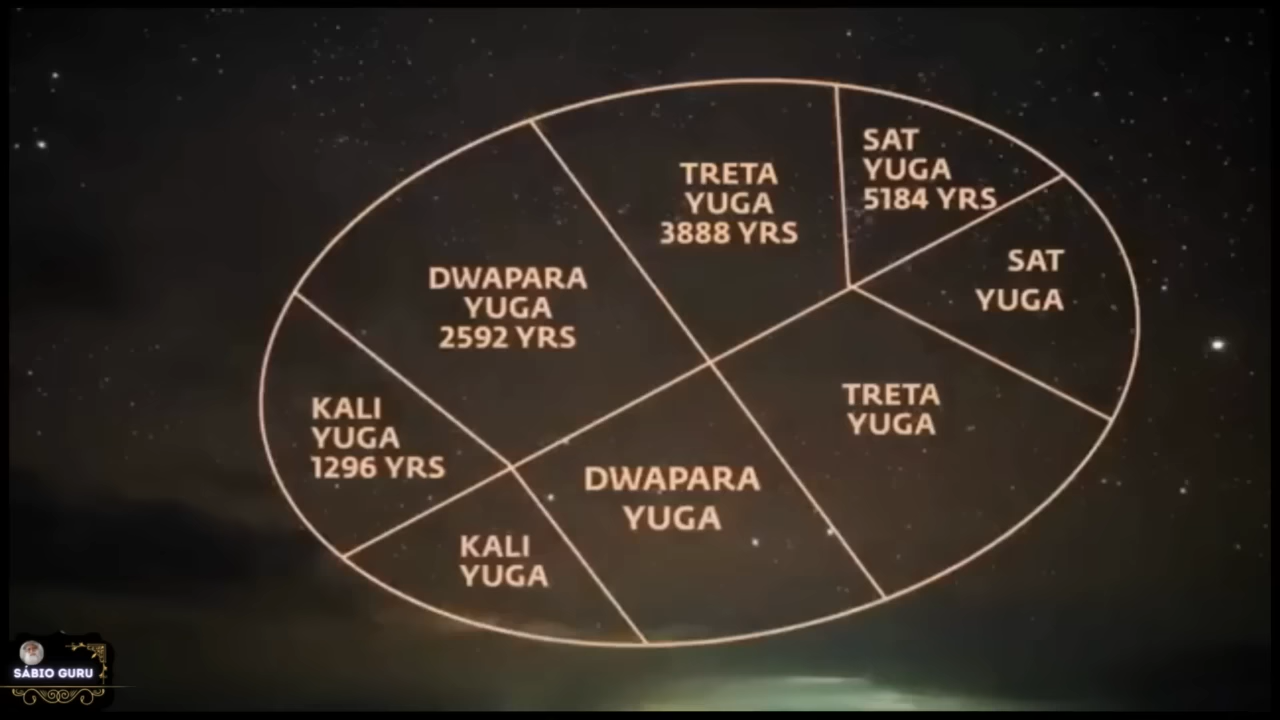 SAT
YUGA
5184 YRS
TRETA
YUGA
3888 YRS
SAT
YUGA
DWAPARA
YUGA
2592 YRS
TRETA
YUGA
KALI
YUGA
1296 YRS
DWAPARA
YUGA
KALI
YUGA
SÁBIO GURU